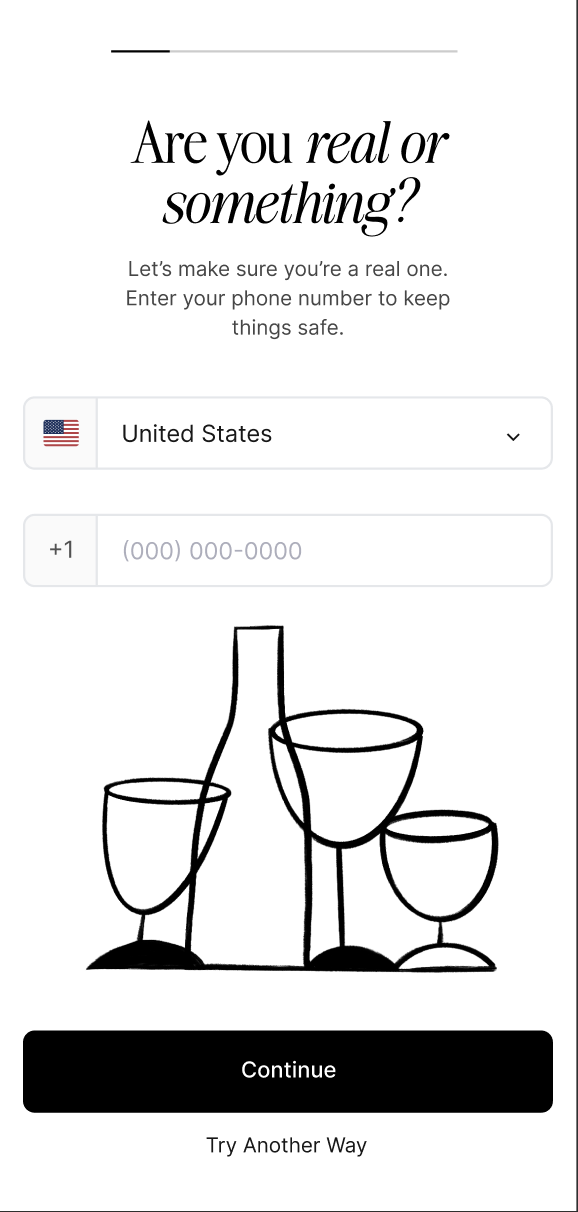 Are you real or
something?
Let’s make sure you’re a real one.
Enter your phone number to keep
things safe.
United States
+1 (000) 000-0000
Continue
Try Another Way